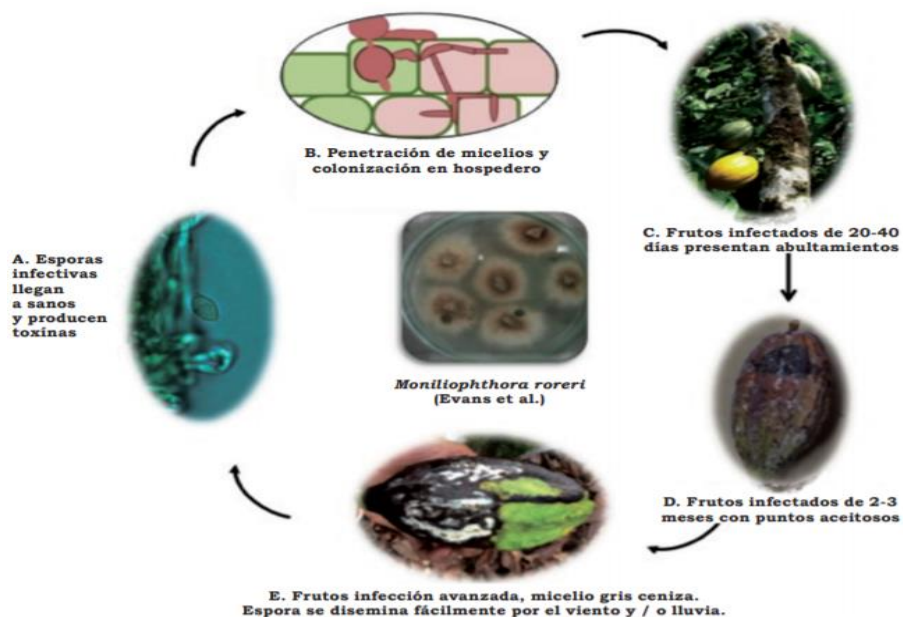 B. Penetración de micelios y
colonización en hospedero
C. Frutos infectados de 20-40
días presentan abultamientos
A. Esporas
infectivas
llegan
a sanos
y producen
toxinas
Moniliophthora roreri
(Evans et al.)
D. Frutos infectados de 2-3
meses con puntos aceitosos
E. Frutos infección avanzada, micelio gris ceniza.
Espora se disemina fácilmente por el viento y / o lluvia.